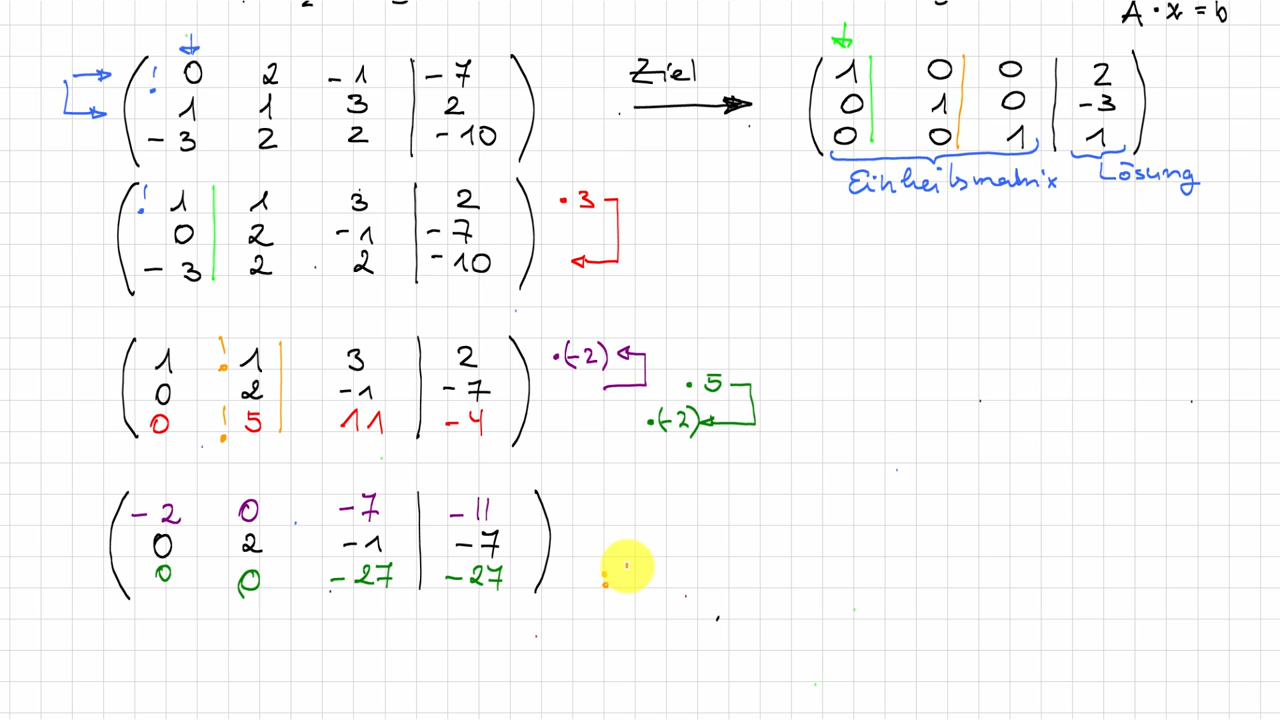 A · x = b
! 0 2 -1 | -7
1 1 3 | 2
-3 2 2 | -10
Ziel
1 0 0 | 2
0 1 0 | -3
0 0 1 | 1
Einheitsmatrix Lösung
! 1 1 3 | 2 · 3
0 2 -1 | -7
-3 2 2 | -10
1 ! 1 3 | 2 · (-2)
0 2 -1 | -7 · 5
0 ! 5 11 | -4 · (-2)
-2 0 -7 | -11
0 2 -1 | -7
0 0 -27 | -27 :